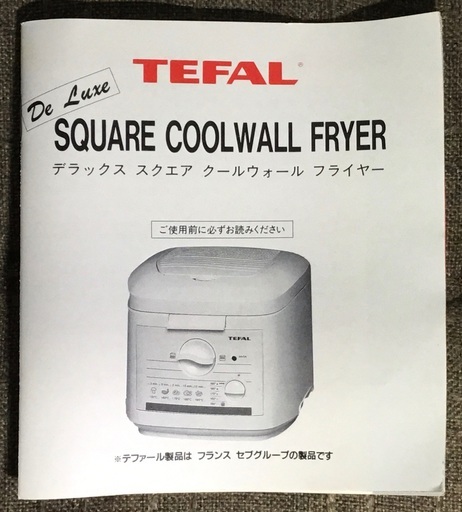 TEFAL
De Luxe
SQUARE COOLWALL FRYER
デラックス スクエア クールウォール フライヤー
ご使用前に必ずお読みください
TEFAL
※テファール製品は フランス セブグループの製品です